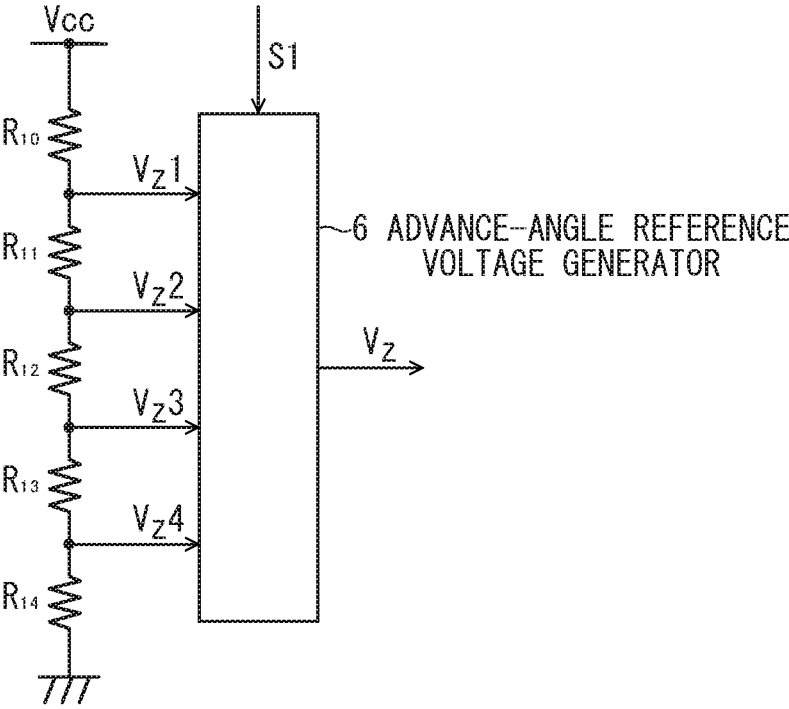 Vcc
S1
R10
VZ1
R11
6 ADVANCE-ANGLE REFERENCE
VOLTAGE GENERATOR
VZ2
R12
VZ
VZ3
R13
VZ4
R14